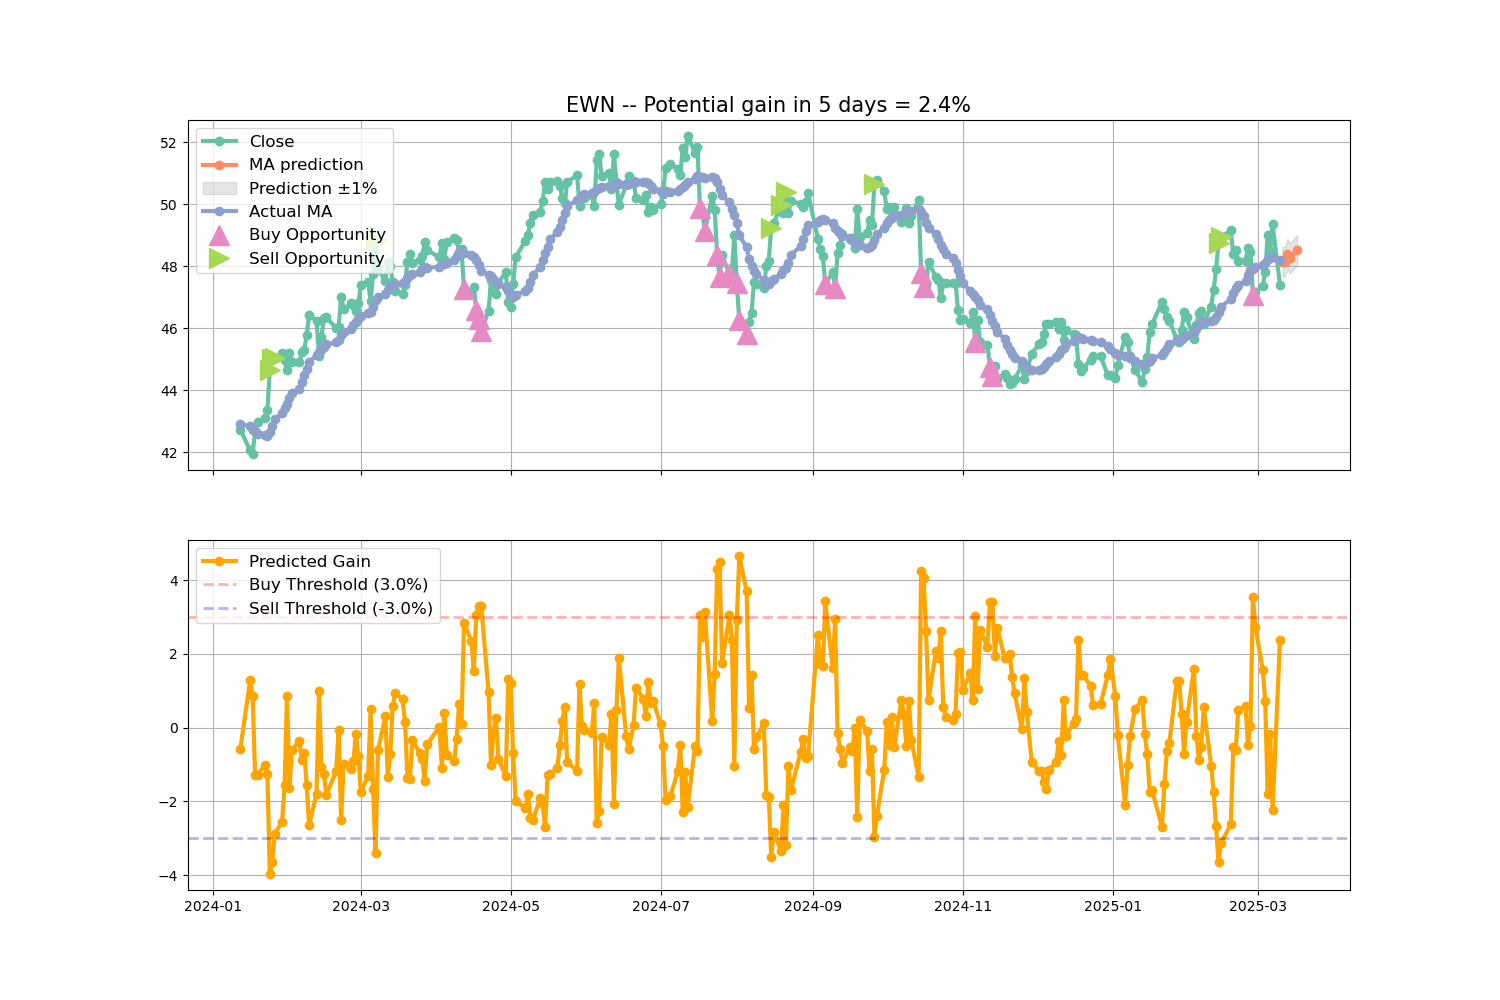 EWN -- Potential gain in 5 days = 2.4%
52
50
48
46
44
42
Close
MA prediction
Prediction ±1%
Actual MA
Buy Opportunity
Sell Opportunity
4
2
0
−2
−4
Predicted Gain
Buy Threshold (3.0%)
Sell Threshold (-3.0%)
2024-01 2024-03 2024-05 2024-07 2024-09 2024-11 2025-01 2025-03